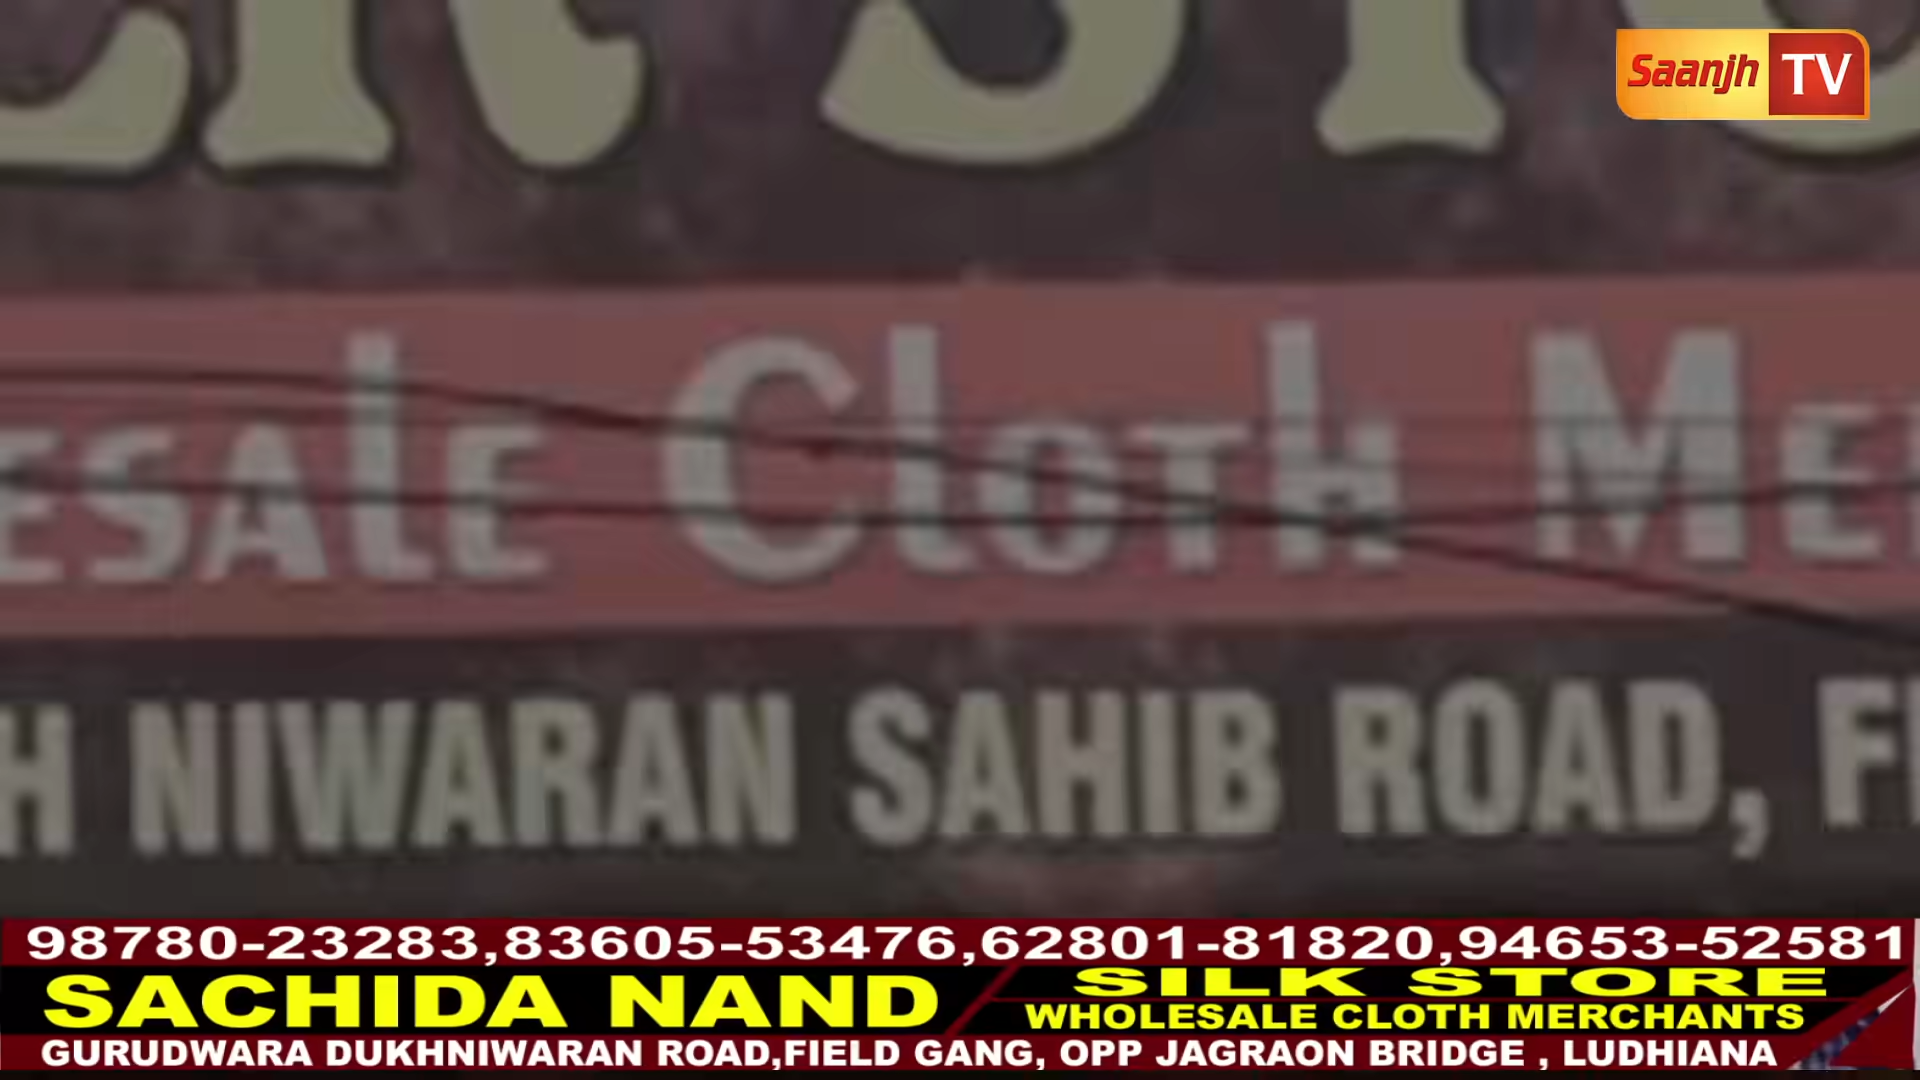 Saanjh TV
Cloth
NIWARAN SAHIB ROAD,
98780-23283,83605-53476,62801-81820,94653-52581
SACHIDA NAND
SILK STORE
WHOLESALE CLOTH MERCHANTS
GURUDWARA DUKHNIWARAN ROAD,FIELD GANG, OPP JAGRAON BRIDGE , LUDHIANA